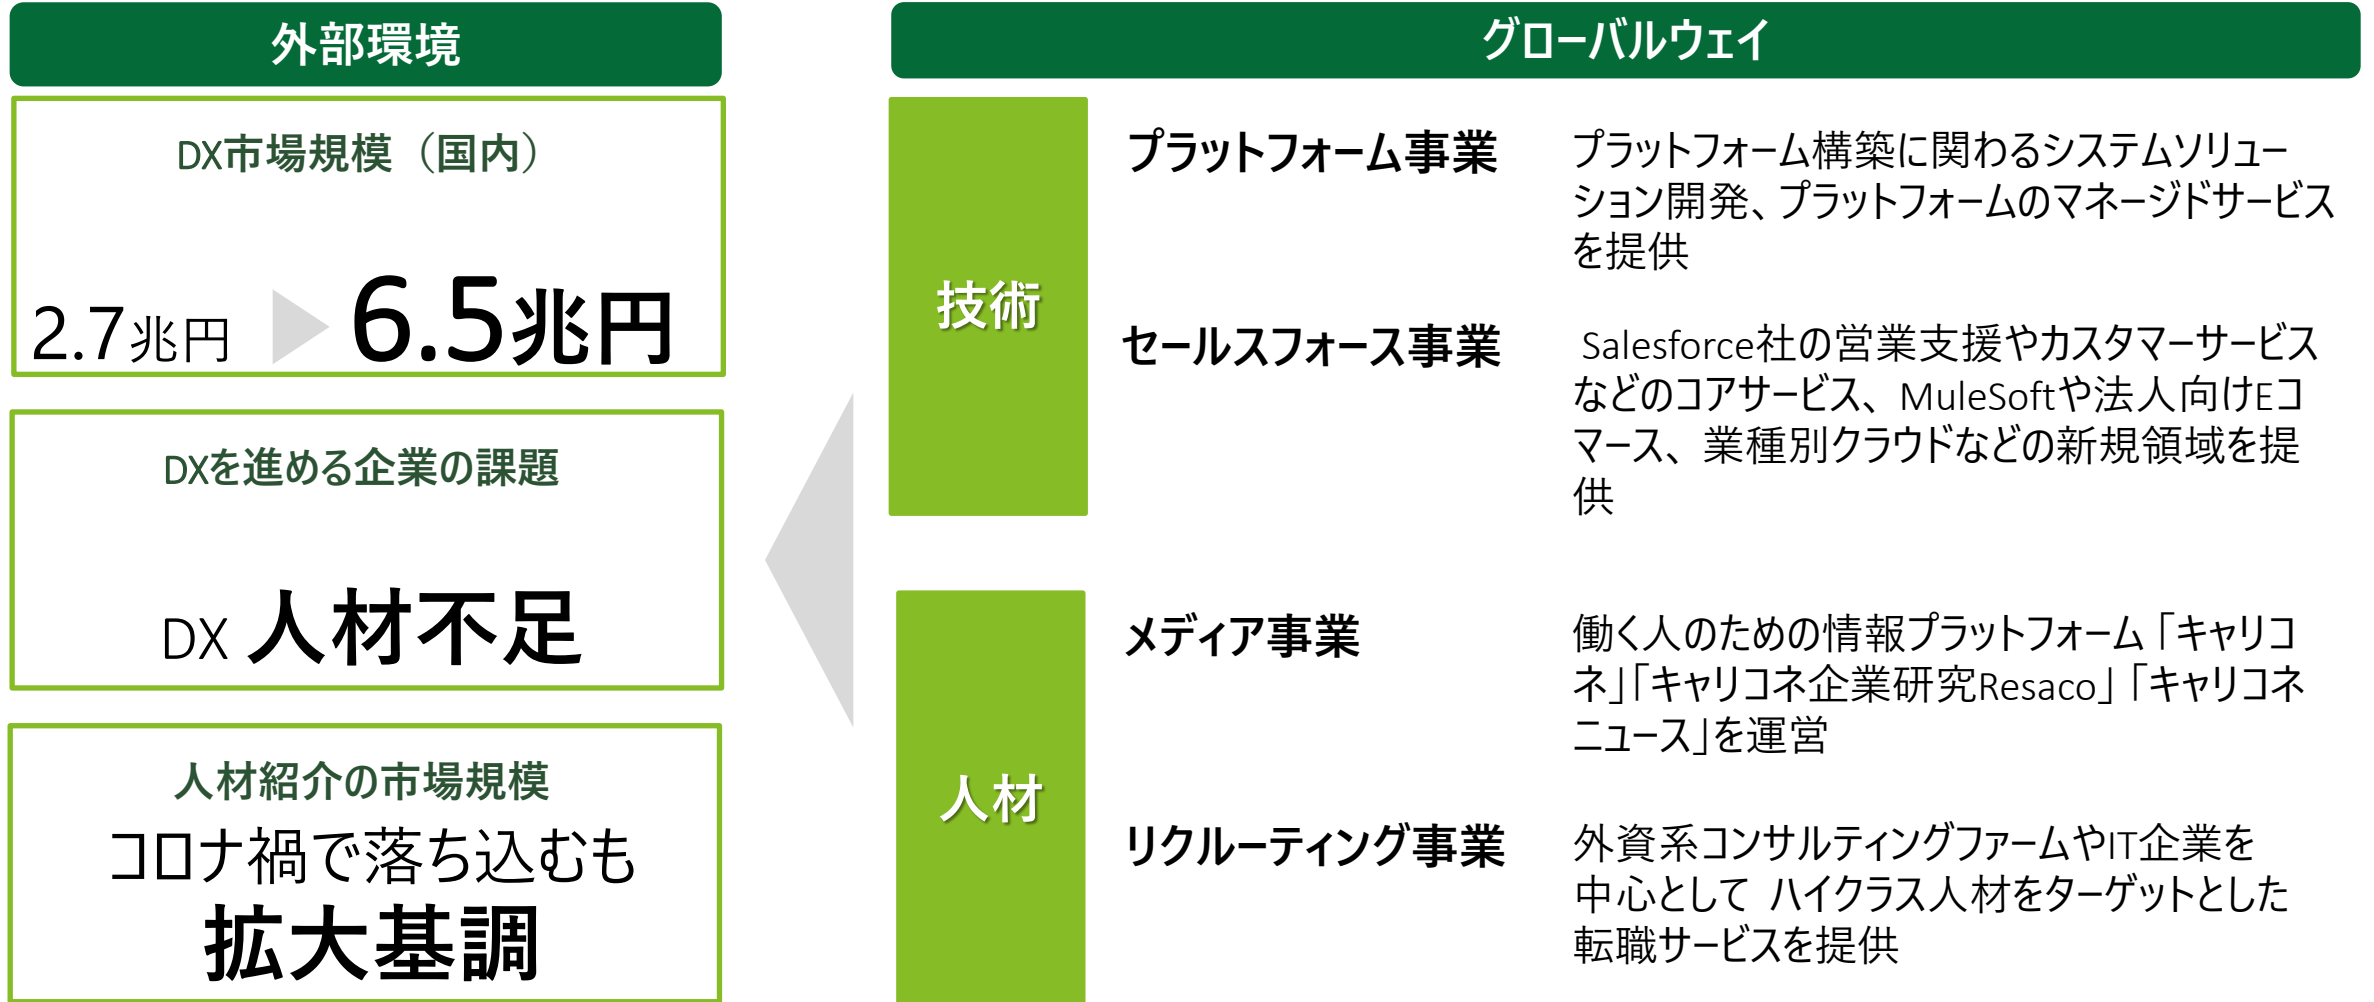 外部環境
DX市場規模（国内）
2.7兆円 6.5兆円
DXを進める企業の課題
DX 人材不足
人材紹介の市場規模
コロナ禍で落ち込むも
拡大基調
グローバルウェイ
技術
プラットフォーム事業
プラットフォーム構築に関わるシステムソリュー
ション開発、プラットフォームのマネージドサービス
を提供
セールスフォース事業
Salesforce社の営業支援やカスタマーサービス
などのコアサービス、MuleSoftや法人向けEコ
マース、業種別クラウドなどの新規領域を提
供
人材
メディア事業
働く人のための情報プラットフォーム「キャリコ
ネ」「キャリコネ企業研究Resaco」「キャリコネ
ニュース」を運営
リクルーティング事業
外資系コンサルティングファームやIT企業を
中心として ハイクラス人材をターゲットとした
転職サービスを提供